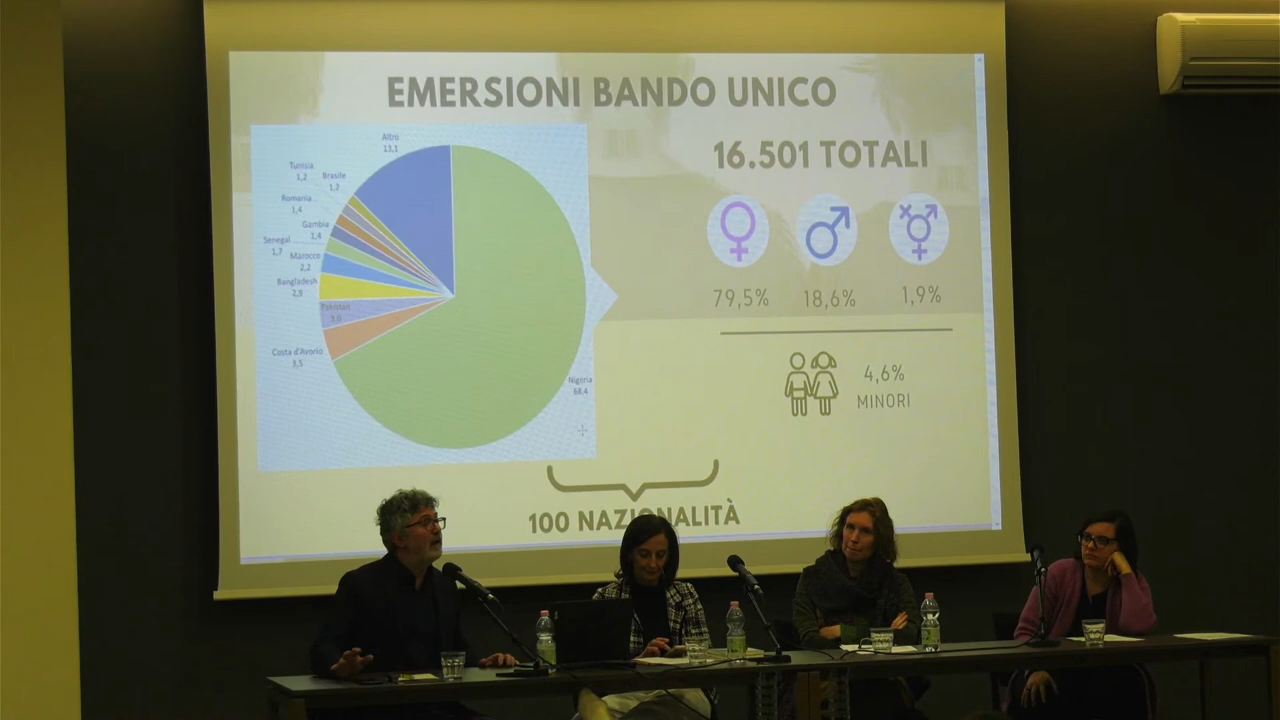 EMERSIONI BANDO UNICO
Altro
13,1
Tunisia
1,2
Brasile
1,2
Romania
1,4
Gambia
1,4
Senegal
1,7
Marocco
2,2
Bangladesh
2,9
Pakistan
3,0
Costa d'Avorio
3,5
Nigeria
68,4
16.501 TOTALI
79,5%
18,6%
1,9%
4,6%
MINORI
100 NAZIONALITÀ